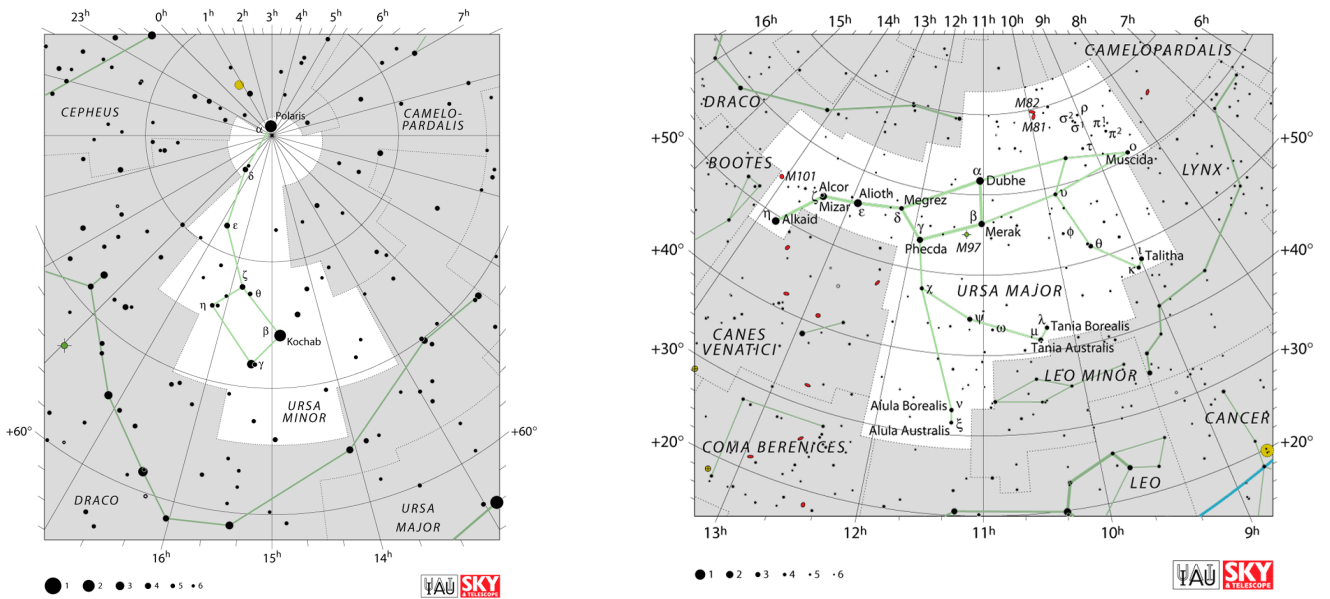 23h 0h 1h 2h 3h 4h 5h 6h 7h
CEPHEUS
CAMELO-
PARDALIS
Polaris
α
δ
ε
ζ
η
θ
β
Kochab
γ
URSA
MINOR
+60° +60°
DRACO
URSA
MAJOR
16h 15h 14h
1 2 3 4 5 6
IAU SKY
& TELESCOPE
16h 15h 14h 13h 12h 11h 10h 9h 8h 7h 6h
CAMELOPARDALIS
DRACO
M82
M81
ρ
σ²
σ¹
π¹
π²
τ
ο
Muscida
+50° +50°
BOOTES
M101
LYNX
Alcor
ζ Mizar
Alioth
ε
Megrez
δ
α
Dubhe
η Alkaid
γ
Phecda
β
Merak
M97
υ
φ
θ
ι
Talitha
κ
+40° +40°
χ
URSA MAJOR
ψ
ω
λ
μ
Tania Borealis
Tania Australis
CANES
VENATICI
+30° +30°
LEO MINOR
Alula Borealis ν
Alula Australis ξ
CANCER
COMA BERENICES
+20° +20°
LEO
13h 12h 11h 10h 9h
1 2 3 4 5 6
IAU SKY
& TELESCOPE